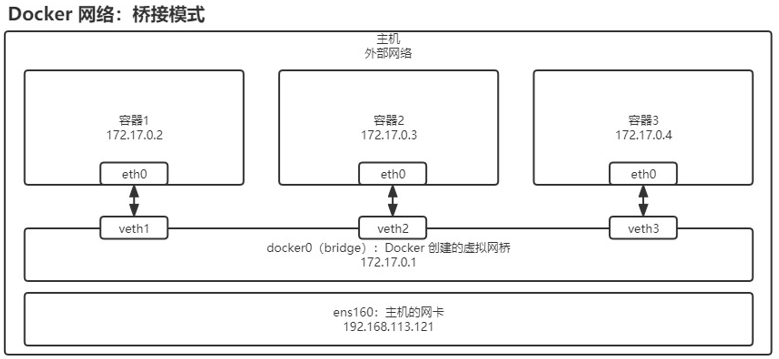 Docker 网络：桥接模式
主机
外部网络
容器1
172.17.0.2
容器2
172.17.0.3
容器3
172.17.0.4
eth0
eth0
eth0
veth1
veth2
veth3
docker0（bridge）：Docker 创建的虚拟网桥
172.17.0.1
ens160：主机的网卡
192.168.113.121